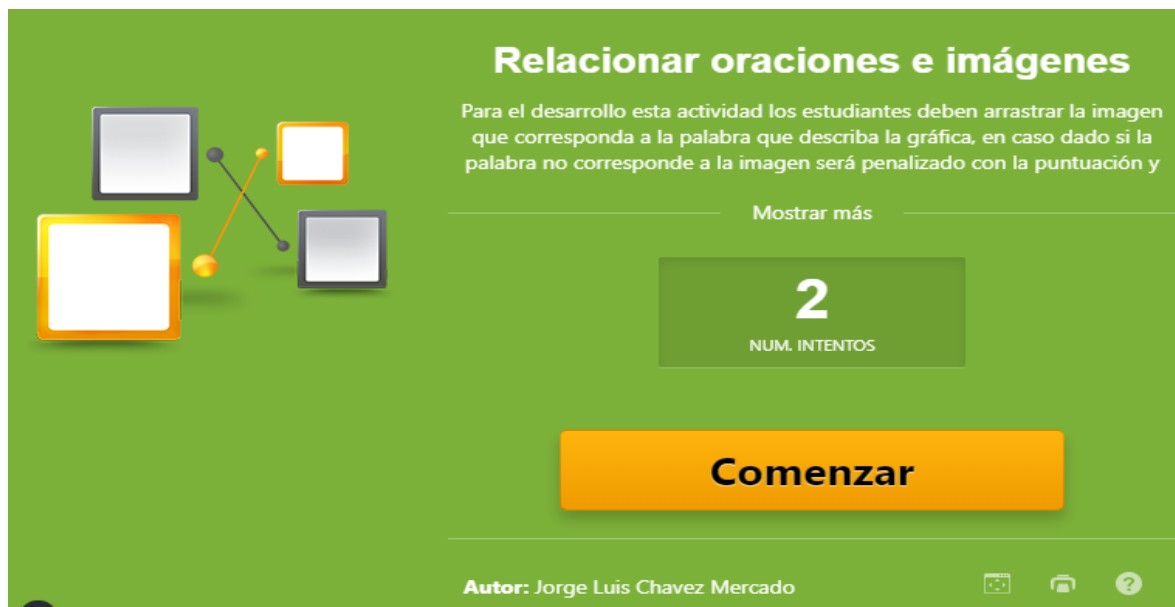 Relacionar oraciones e imágenes
Para el desarrollo esta actividad los estudiantes deben arrastrar la imagen
que corresponda a la palabra que describa la gráfica, en caso dado si la
palabra no corresponde a la imagen será penalizado con la puntuación y
Mostrar más
2
NUM. INTENTOS
Comenzar
Autor: Jorge Luis Chavez Mercado
?